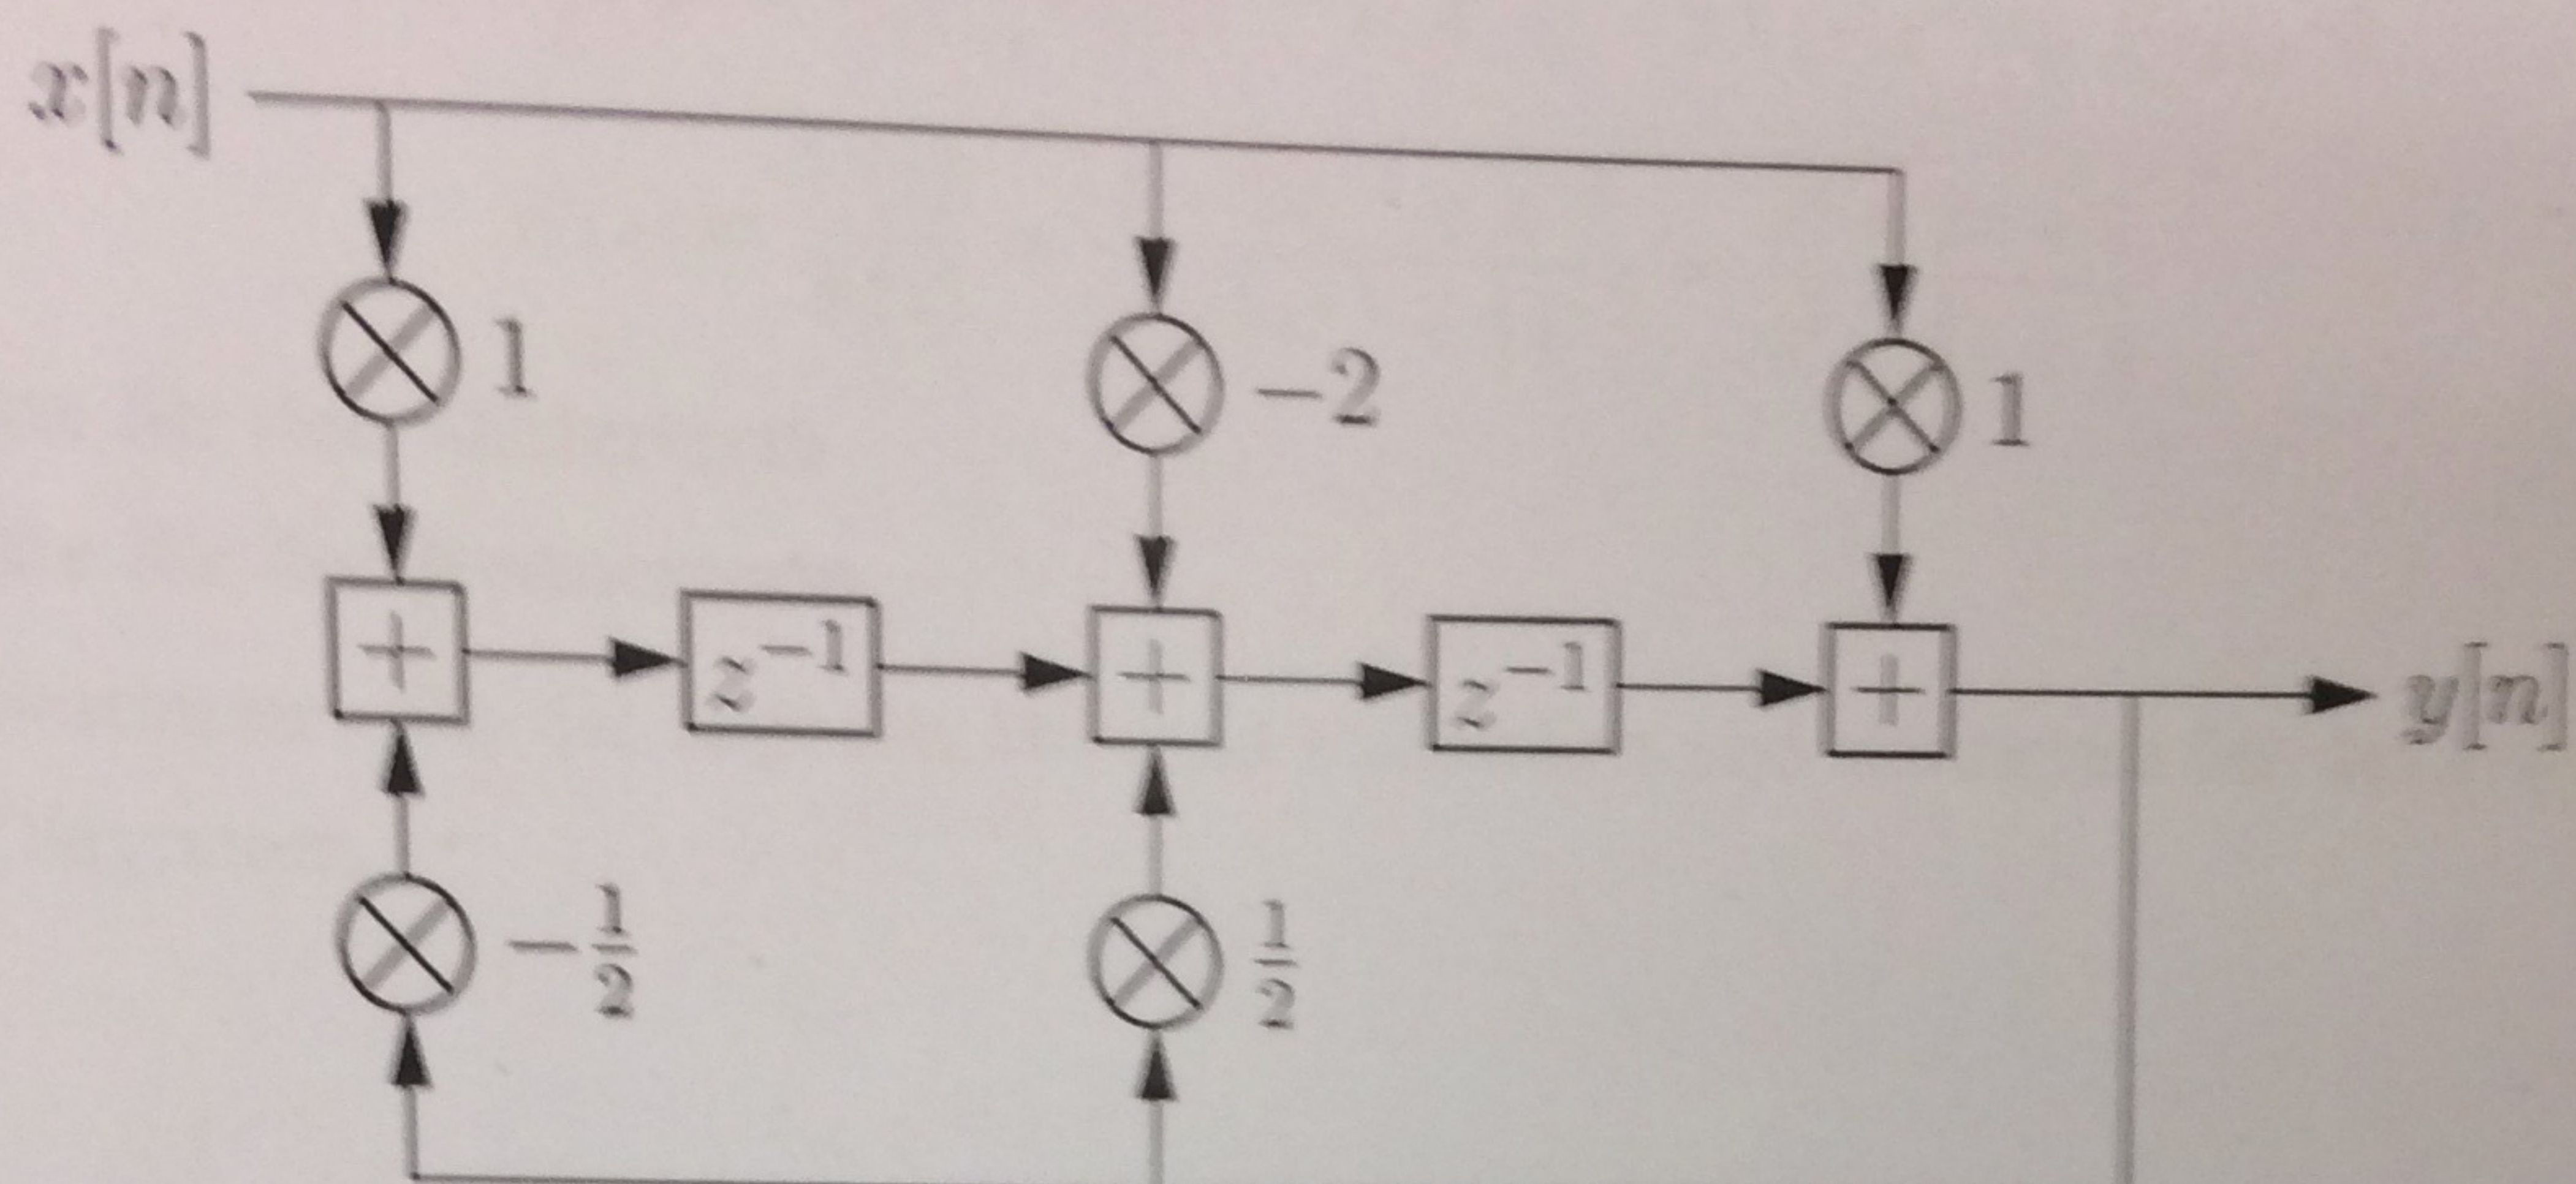 x[n]
1
−2
1
+ z⁻¹ + z⁻¹ + y[n]
−1/2 1/2